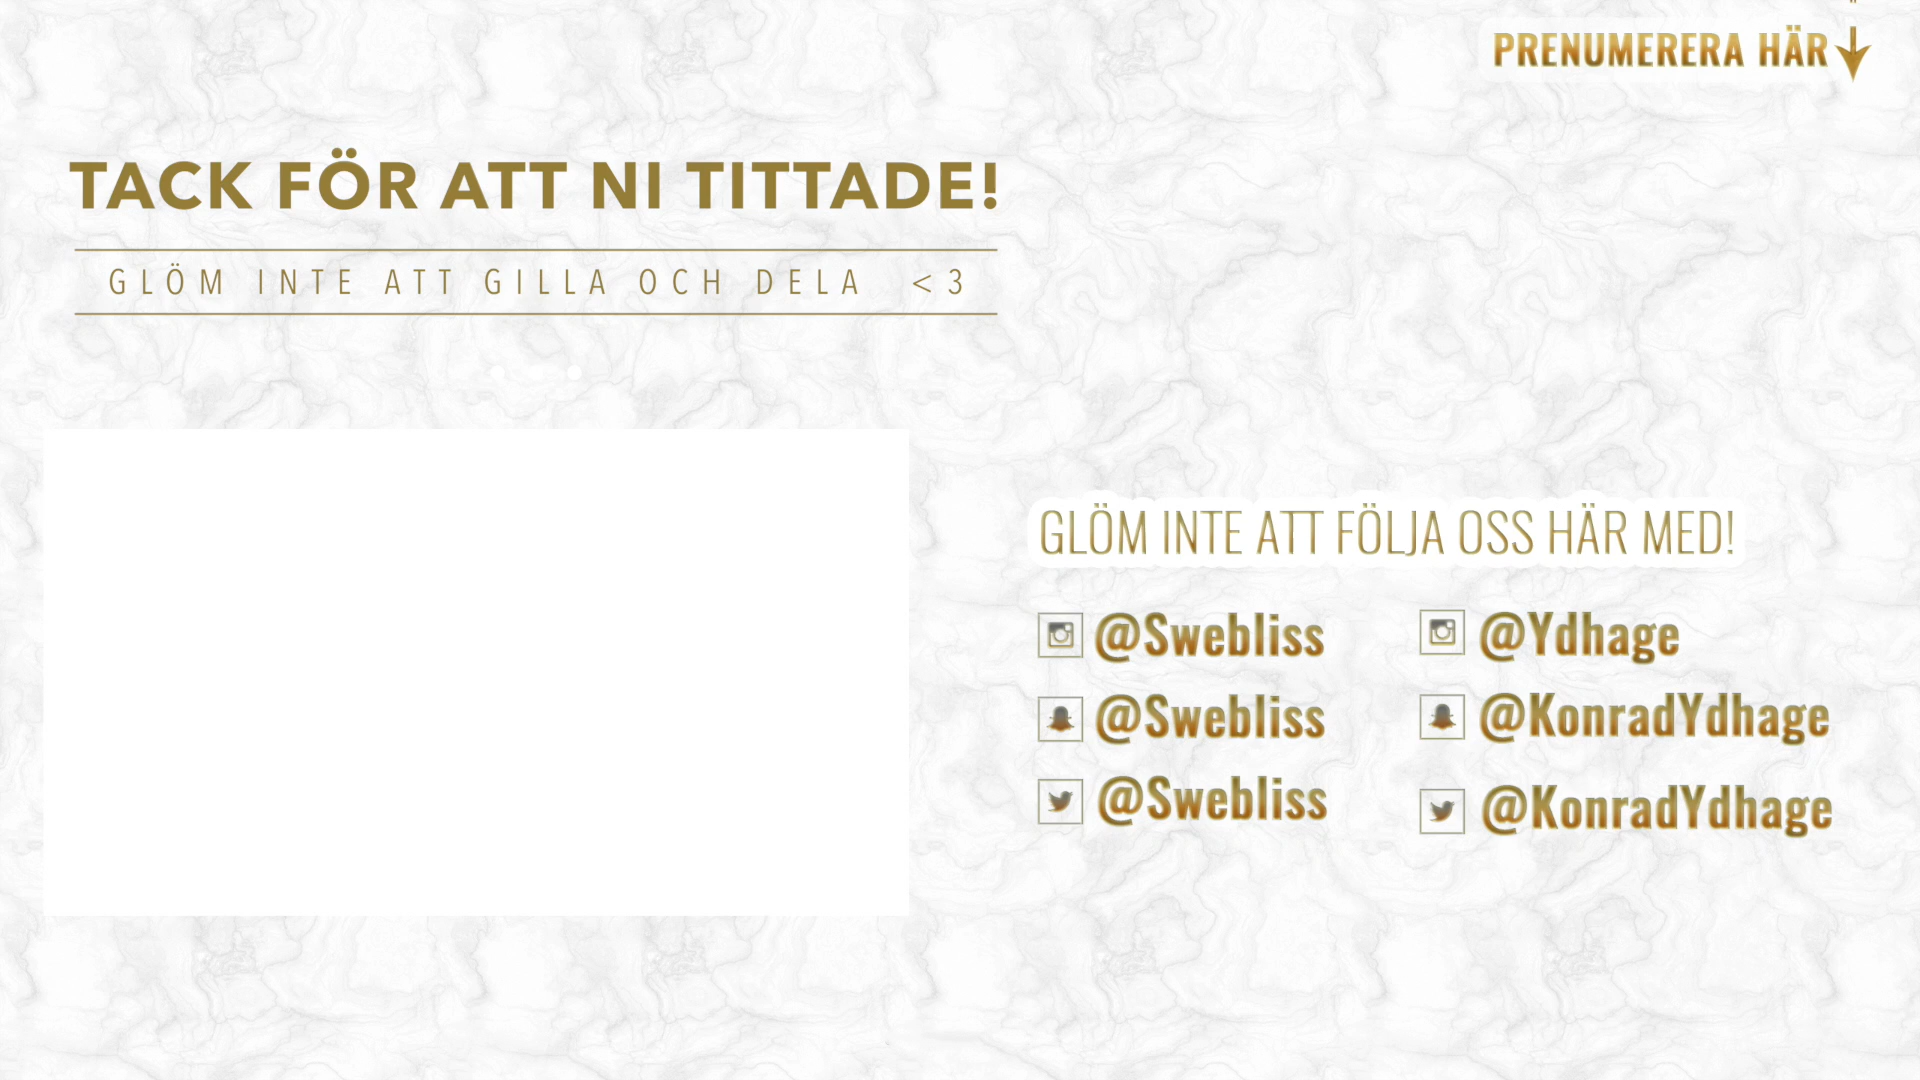 PRENUMERERA HÄR
TACK FÖR ATT NI TITTADE!
GLÖM INTE ATT GILLA OCH DELA <3
GLÖM INTE ATT FÖLJA OSS HÄR MED!
@Swebliss
@Ydhage
@Swebliss
@KonradYdhage
@Swebliss
@KonradYdhage